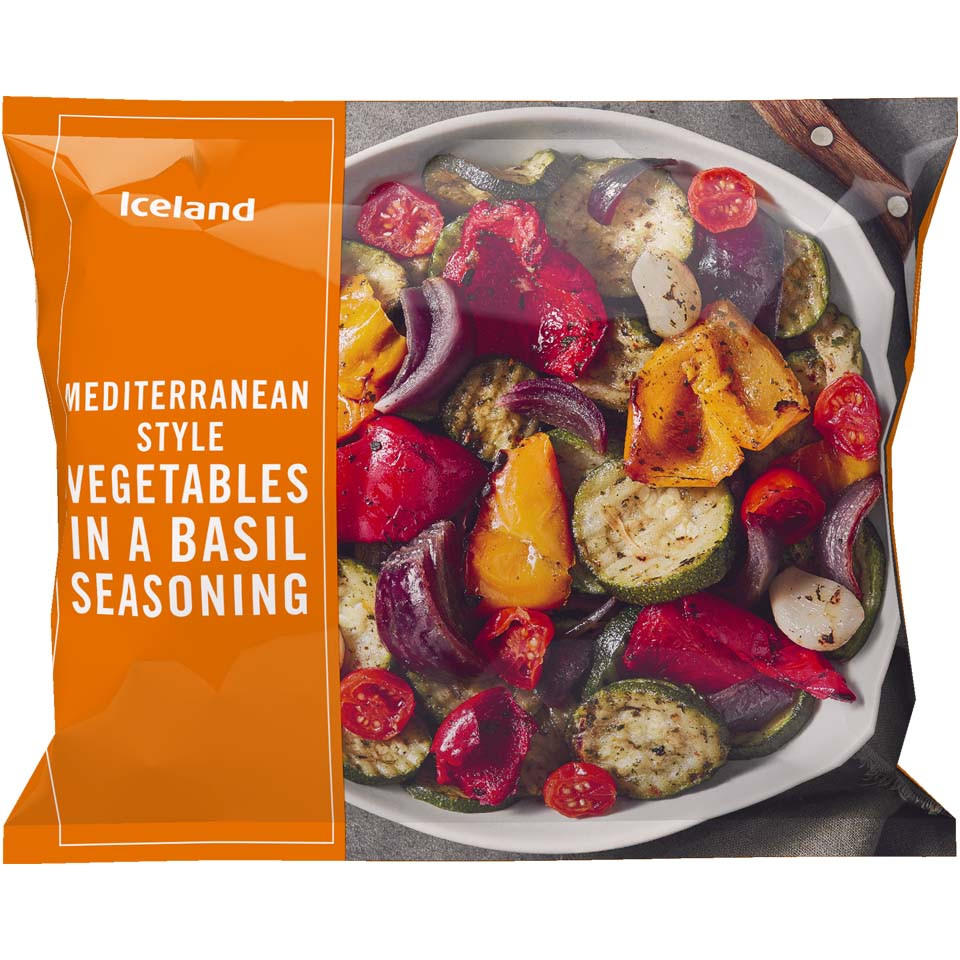 Iceland
MEDITERRANEAN
STYLE
VEGETABLES
IN A BASIL
SEASONING